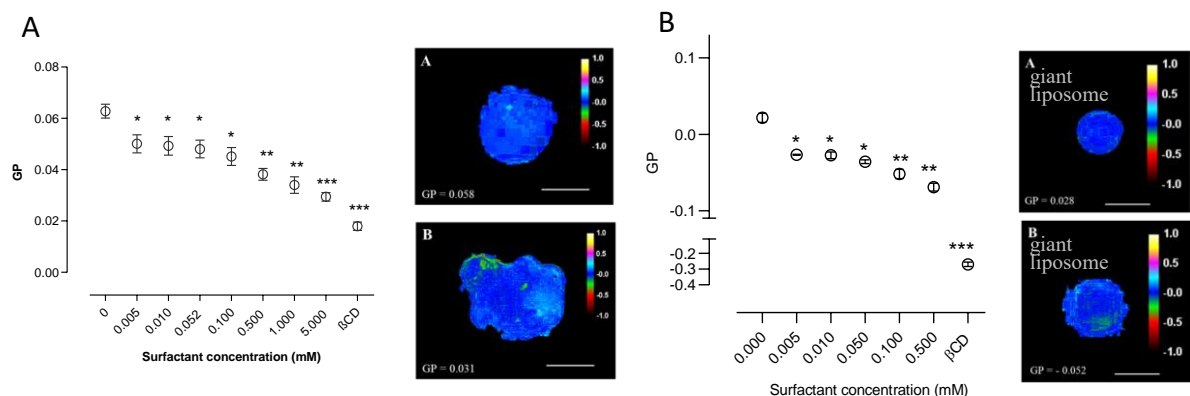 A
0.08
0.06
0.04
0.02
0.00
GP
* * * * ** ** *** ***
0 0.005 0.010 0.052 0.100 0.500 1.000 5.000 βCD
Surfactant concentration (mM)
A
1.0
0.5
-0.0
-0.5
-1.0
GP = 0.058
B
1.0
0.5
-0.0
-0.5
-1.0
GP = 0.031
B
0.1
0.0
-0.1
-0.2
-0.3
-0.4
GP
* * * ** ** ***
0.000 0.005 0.010 0.050 0.100 0.500 βCD
Surfactant concentration (mM)
A
giant
liposome
1.0
0.5
-0.0
-0.5
-1.0
GP = 0.028
B
giant
liposome
1.0
0.5
-0.0
-0.5
-1.0
GP = - 0.052